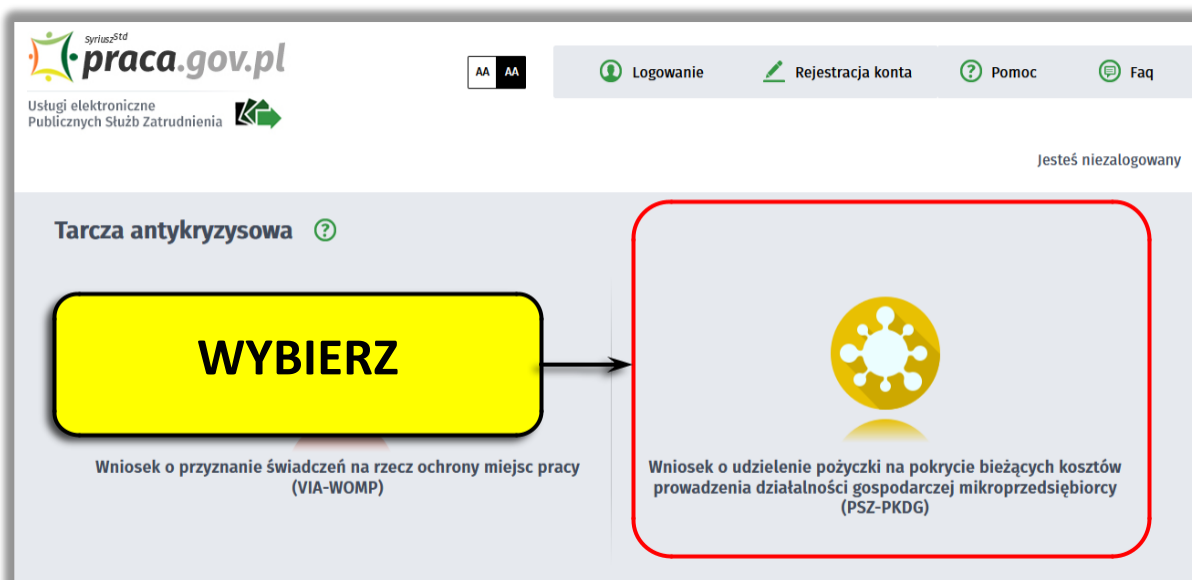 SyriuszStd
praca.gov.pl
Usługi elektroniczne
Publicznych Służb Zatrudnienia
AA AA
Logowanie
Rejestracja konta
Pomoc
Faq
Jesteś niezalogowany
Tarcza antykryzysowa ?
WYBIERZ
Wniosek o przyznanie świadczeń na rzecz ochrony miejsc pracy
(VIA-WOMP)
Wniosek o udzielenie pożyczki na pokrycie bieżących kosztów
prowadzenia działalności gospodarczej mikroprzedsiębiorcy
(PSZ-PKDG)